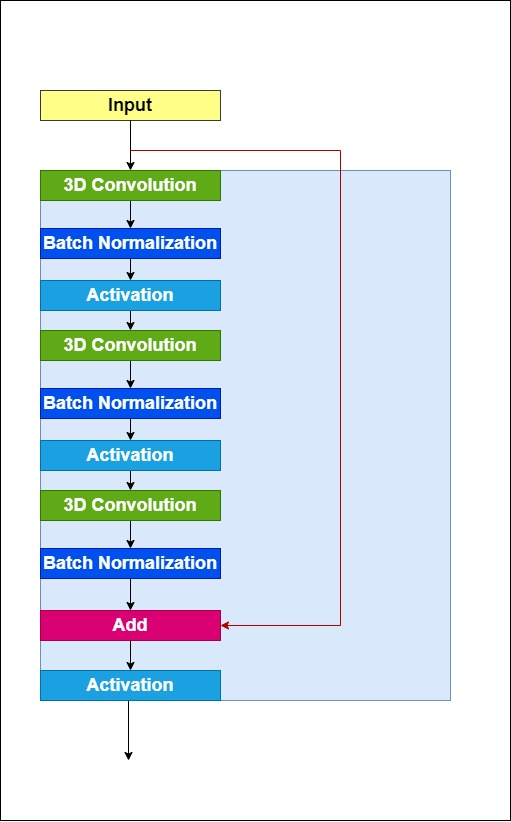 Input
3D Convolution
Batch Normalization
Activation
3D Convolution
Batch Normalization
Activation
3D Convolution
Batch Normalization
Add
Activation